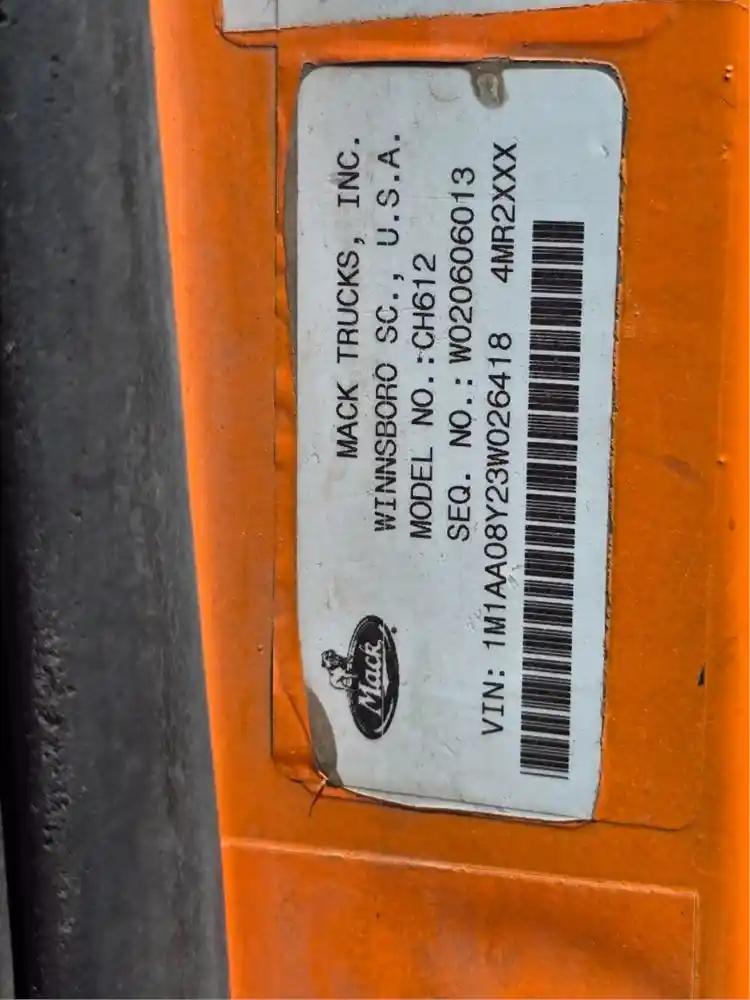 MACK TRUCKS, INC.
WINNSBORO SC., U.S.A.
MODEL NO.:CH612
SEQ. NO.: W020606013
VIN: 1M1AA08Y23W026418 4MR2XXX
Mack